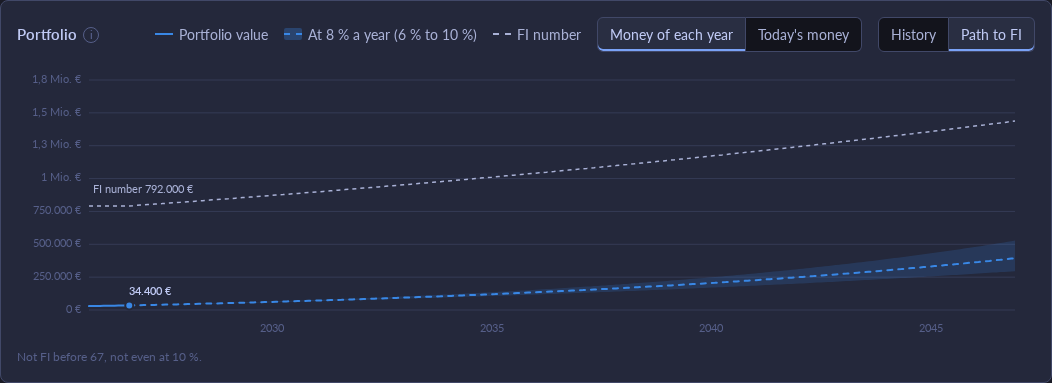 Portfolio
Portfolio value
At 8 % a year (6 % to 10 %)
FI number
Money of each year
Today's money
History
Path to FI
1,8 Mio. €
1,5 Mio. €
1,3 Mio. €
1 Mio. €
FI number 792.000 €
750.000 €
500.000 €
250.000 €
34.400 €
0 €
2030
2035
2040
2045
Not FI before 67, not even at 10 %.